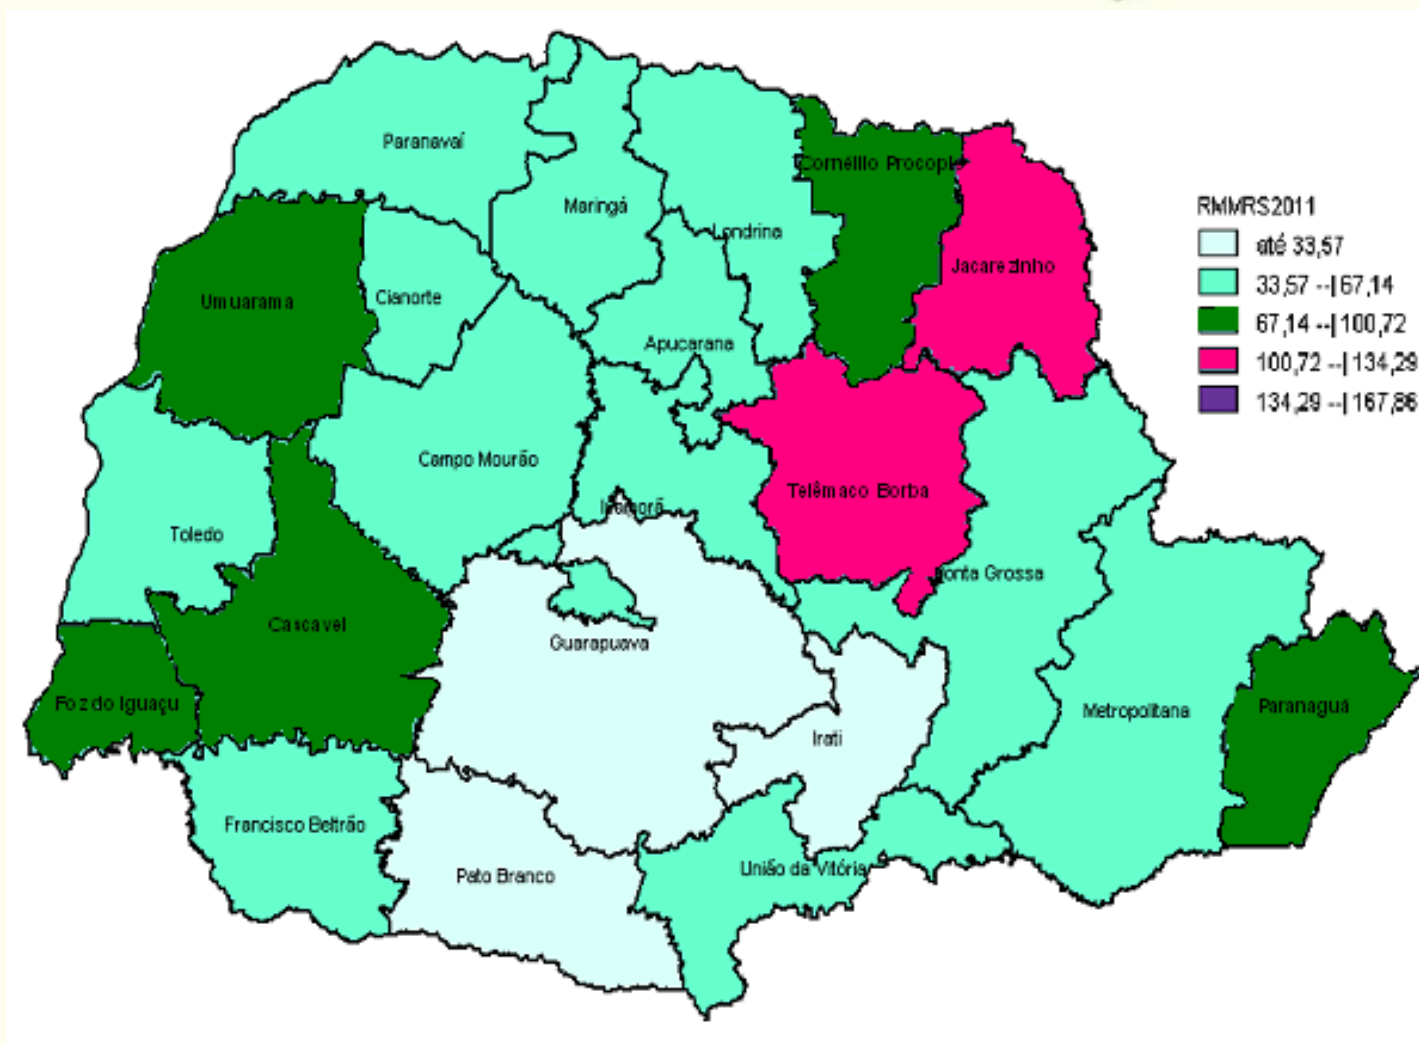 Paranavaí
Cornéllo Procopio
Maringá
Londrina
Jacarezinho
Umuarama
Cianorte
Apucarana
Campo Mourão
Telêmaco Borba
Toledo
Ponta Grossa
Cascavel
Guarapuava
Foz do Iguaçu
Metropolitana
Paranaguá
Irati
Francisco Beltrão
Pato Branco
União da Vitória
RMMRS2011
até 33,57
33,57 --| 67,14
67,14 --| 100,72
100,72 --| 134,29
134,29 --| 167,86